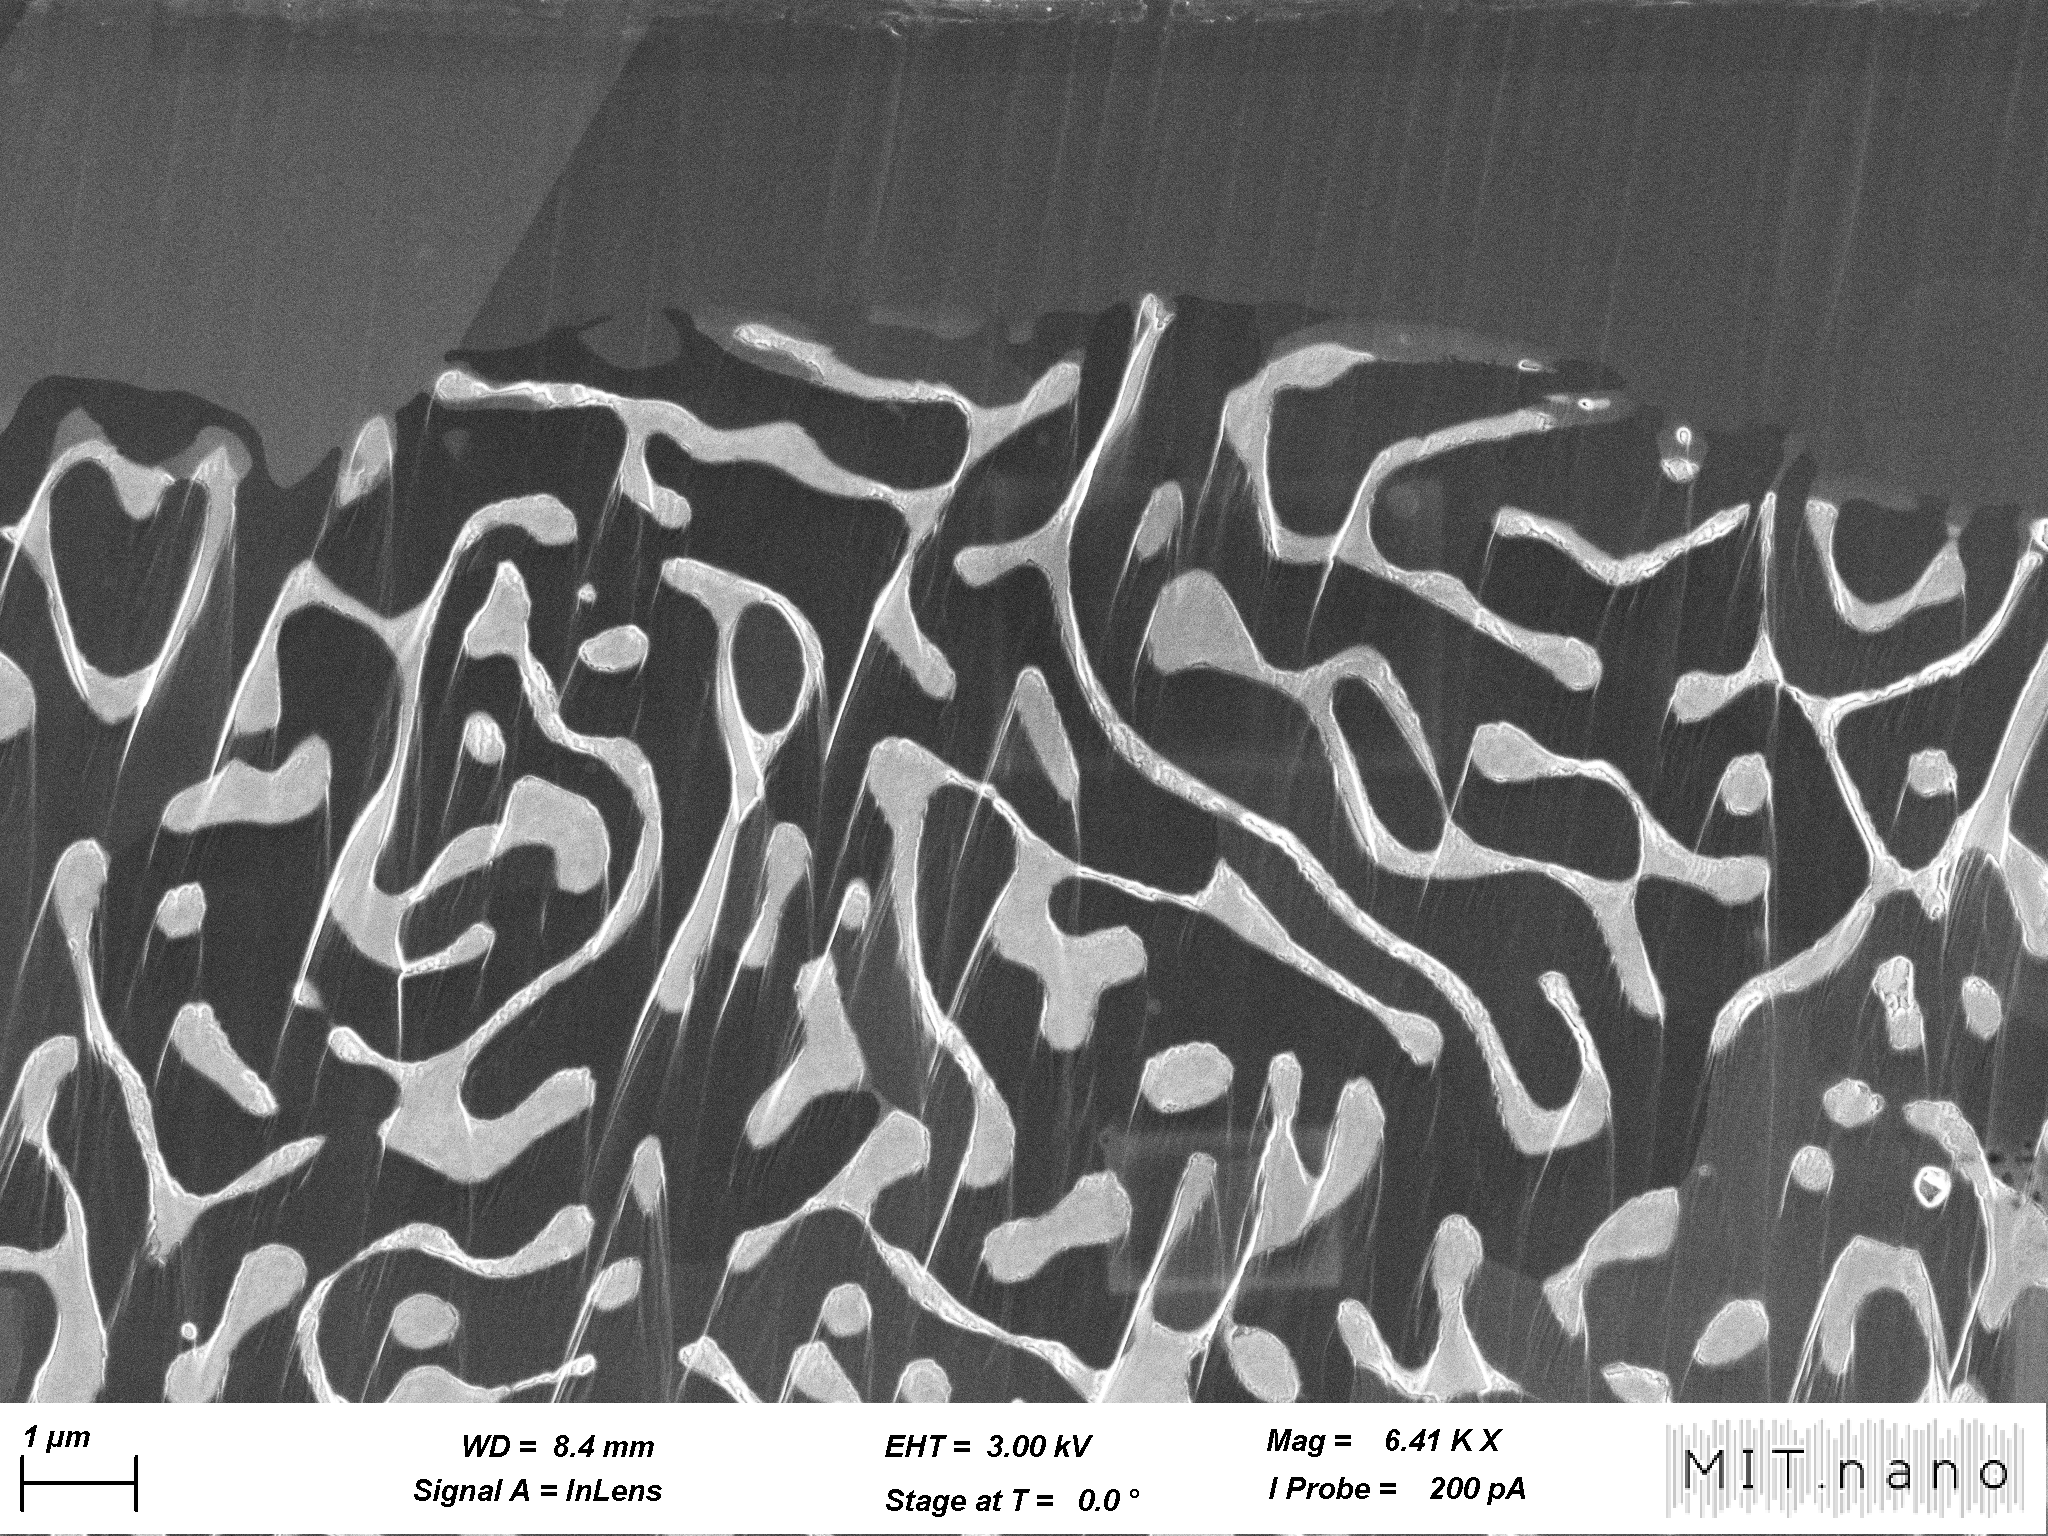 1 µm
WD = 8.4 mm
Signal A = InLens
EHT = 3.00 kV
Stage at T = 0.0 °
Mag = 6.41 K X
I Probe = 200 pA
MIT.nano